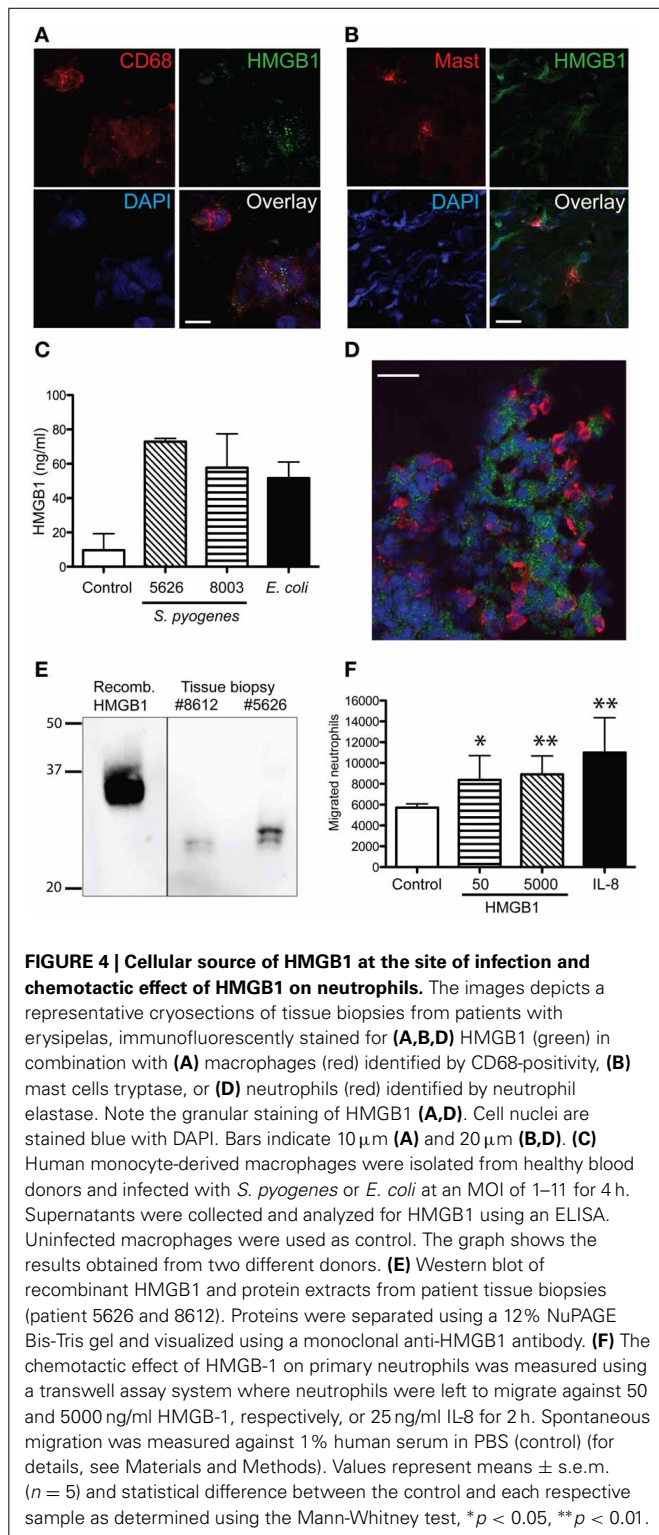 A
CD68
HMGB1
DAPI
Overlay
B
Mast
HMGB1
DAPI
Overlay
C
HMGB1 (ng/ml)
100
80
60
40
20
0
Control
5626
8003
E. coli
S. pyogenes
D
E
Recomb.
HMGB1
Tissue biopsy
#8612
#5626
50
37
20
F
Migrated neutrophils
16000
14000
12000
10000
8000
6000
4000
2000
0
*
**
**
Control
50
5000
IL-8
HMGB1
FIGURE 4 | Cellular source of HMGB1 at the site of infection and
chemotactic effect of HMGB1 on neutrophils. The images depicts a
representative cryosections of tissue biopsies from patients with
erysipelas, immunofluorescently stained for (A,B,D) HMGB1 (green) in
combination with (A) macrophages (red) identified by CD68-positivity, (B)
mast cells tryptase, or (D) neutrophils (red) identified by neutrophil
elastase. Note the granular staining of HMGB1 (A,D). Cell nuclei are
stained blue with DAPI. Bars indicate 10 µm (A) and 20 µm (B,D). (C)
Human monocyte-derived macrophages were isolated from healthy blood
donors and infected with S. pyogenes or E. coli at an MOI of 1–11 for 4 h.
Supernatants were collected and analyzed for HMGB1 using an ELISA.
Uninfected macrophages were used as control. The graph shows the
results obtained from two different donors. (E) Western blot of
recombinant HMGB1 and protein extracts from patient tissue biopsies
(patient 5626 and 8612). Proteins were separated using a 12% NuPAGE
Bis-Tris gel and visualized using a monoclonal anti-HMGB1 antibody. (F) The
chemotactic effect of HMGB-1 on primary neutrophils was measured using
a transwell assay system where neutrophils were left to migrate against 50
and 5000 ng/ml HMGB-1, respectively, or 25 ng/ml IL-8 for 2 h. Spontaneous
migration was measured against 1% human serum in PBS (control) (for
details, see Materials and Methods). Values represent means ± s.e.m.
(n = 5) and statistical difference between the control and each respective
sample as determined using the Mann-Whitney test, *p < 0.05, **p < 0.01.